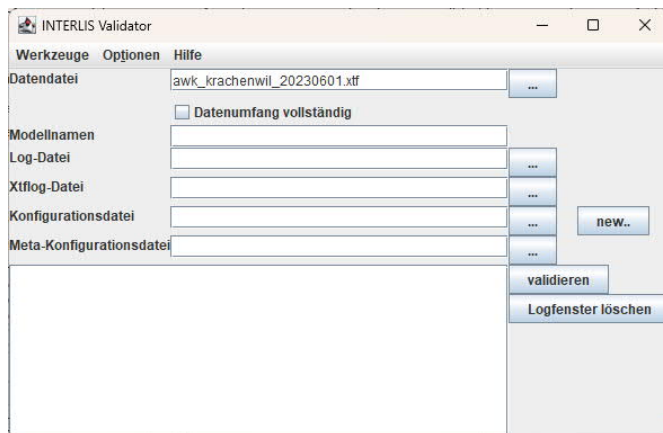 INTERLIS Validator
Werkzeuge Optionen Hilfe
Datendatei awk_krachenwil_20230601.xtf ...
Datenumfang vollständig
Modellnamen
Log-Datei ...
Xtflog-Datei ...
Konfigurationsdatei ... new..
Meta-Konfigurationsdatei ...
validieren
Logfenster löschen